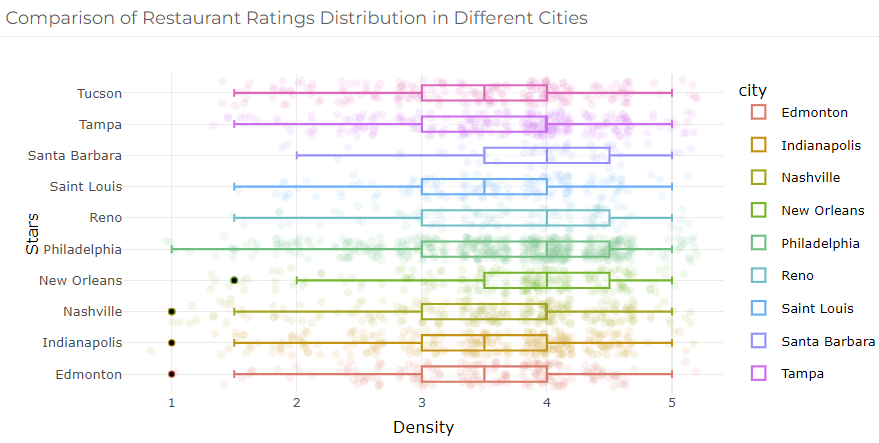 Comparison of Restaurant Ratings Distribution in Different Cities
city
Tucson
Tampa
Santa Barbara
Saint Louis
Reno
Philadelphia
New Orleans
Nashville
Indianapolis
Edmonton
Stars
1 2 3 4 5
Density
Edmonton
Indianapolis
Nashville
New Orleans
Philadelphia
Reno
Saint Louis
Santa Barbara
Tampa